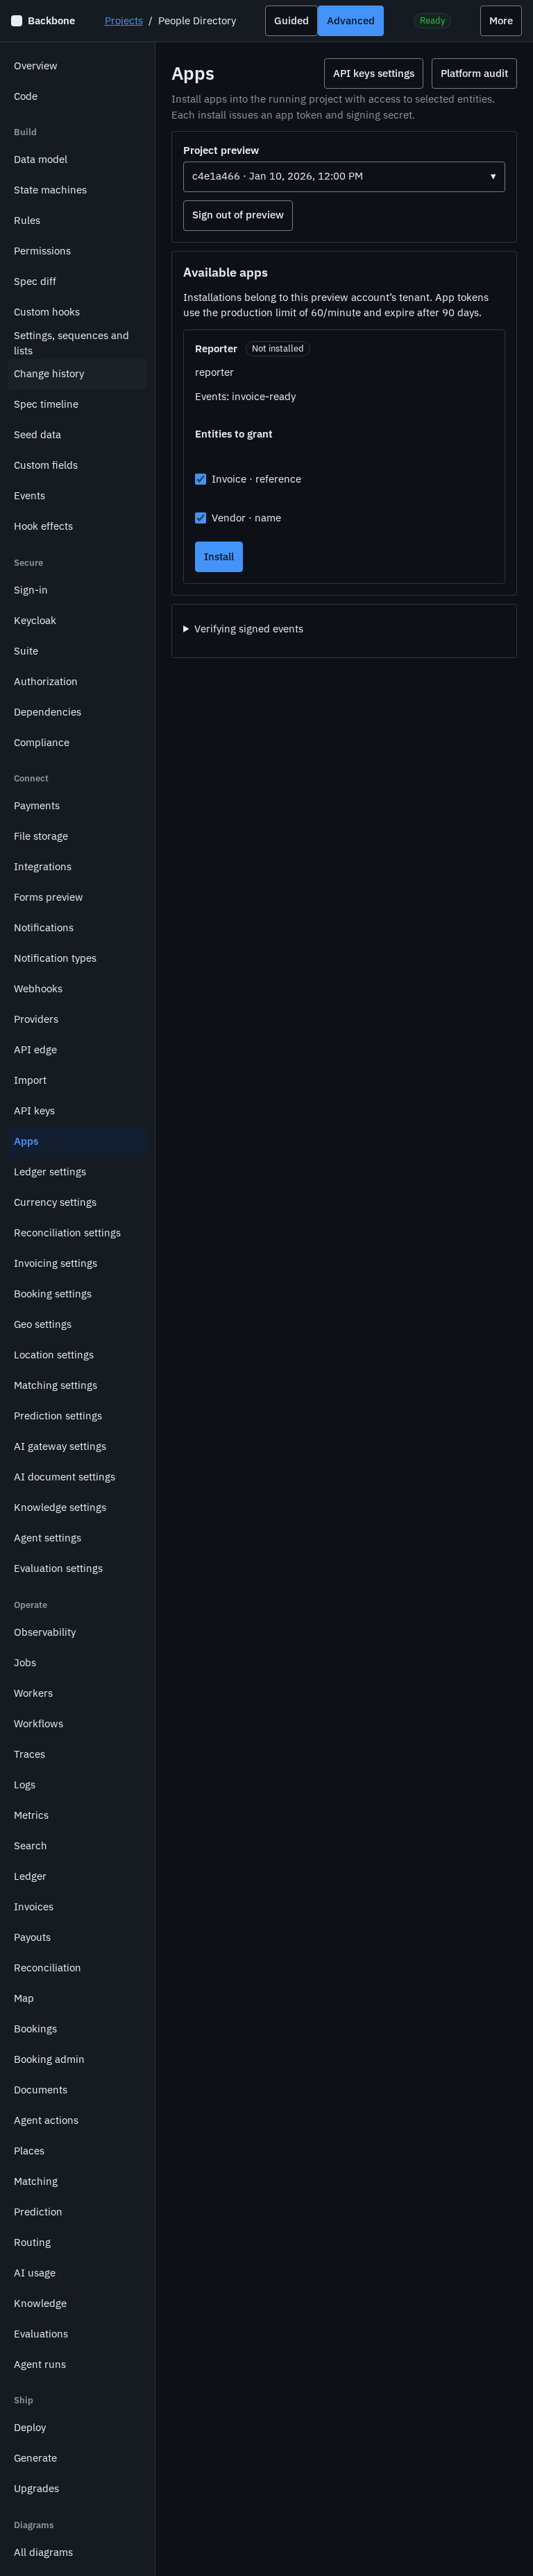 Backbone
Projects / People Directory
Guided
Advanced
Ready
More
Overview
Code
Build
Data model
State machines
Rules
Permissions
Spec diff
Custom hooks
Settings, sequences and
lists
Change history
Spec timeline
Seed data
Custom fields
Events
Hook effects
Secure
Sign-in
Keycloak
Suite
Authorization
Dependencies
Compliance
Connect
Payments
File storage
Integrations
Forms preview
Notifications
Notification types
Webhooks
Providers
API edge
Import
API keys
Apps
Ledger settings
Currency settings
Reconciliation settings
Invoicing settings
Booking settings
Geo settings
Location settings
Matching settings
Prediction settings
AI gateway settings
AI document settings
Knowledge settings
Agent settings
Evaluation settings
Operate
Observability
Jobs
Workers
Workflows
Traces
Logs
Metrics
Search
Ledger
Invoices
Payouts
Reconciliation
Map
Bookings
Booking admin
Documents
Agent actions
Places
Matching
Prediction
Routing
AI usage
Knowledge
Evaluations
Agent runs
Ship
Deploy
Generate
Upgrades
Diagrams
All diagrams
Apps
API keys settings
Platform audit
Install apps into the running project with access to selected entities.
Each install issues an app token and signing secret.
Project preview
c4e1a466 · Jan 10, 2026, 12:00 PM
Sign out of preview
Available apps
Installations belong to this preview account’s tenant. App tokens
use the production limit of 60/minute and expire after 90 days.
Reporter
Not installed
reporter
Events: invoice-ready
Entities to grant
Invoice · reference
Vendor · name
Install
Verifying signed events